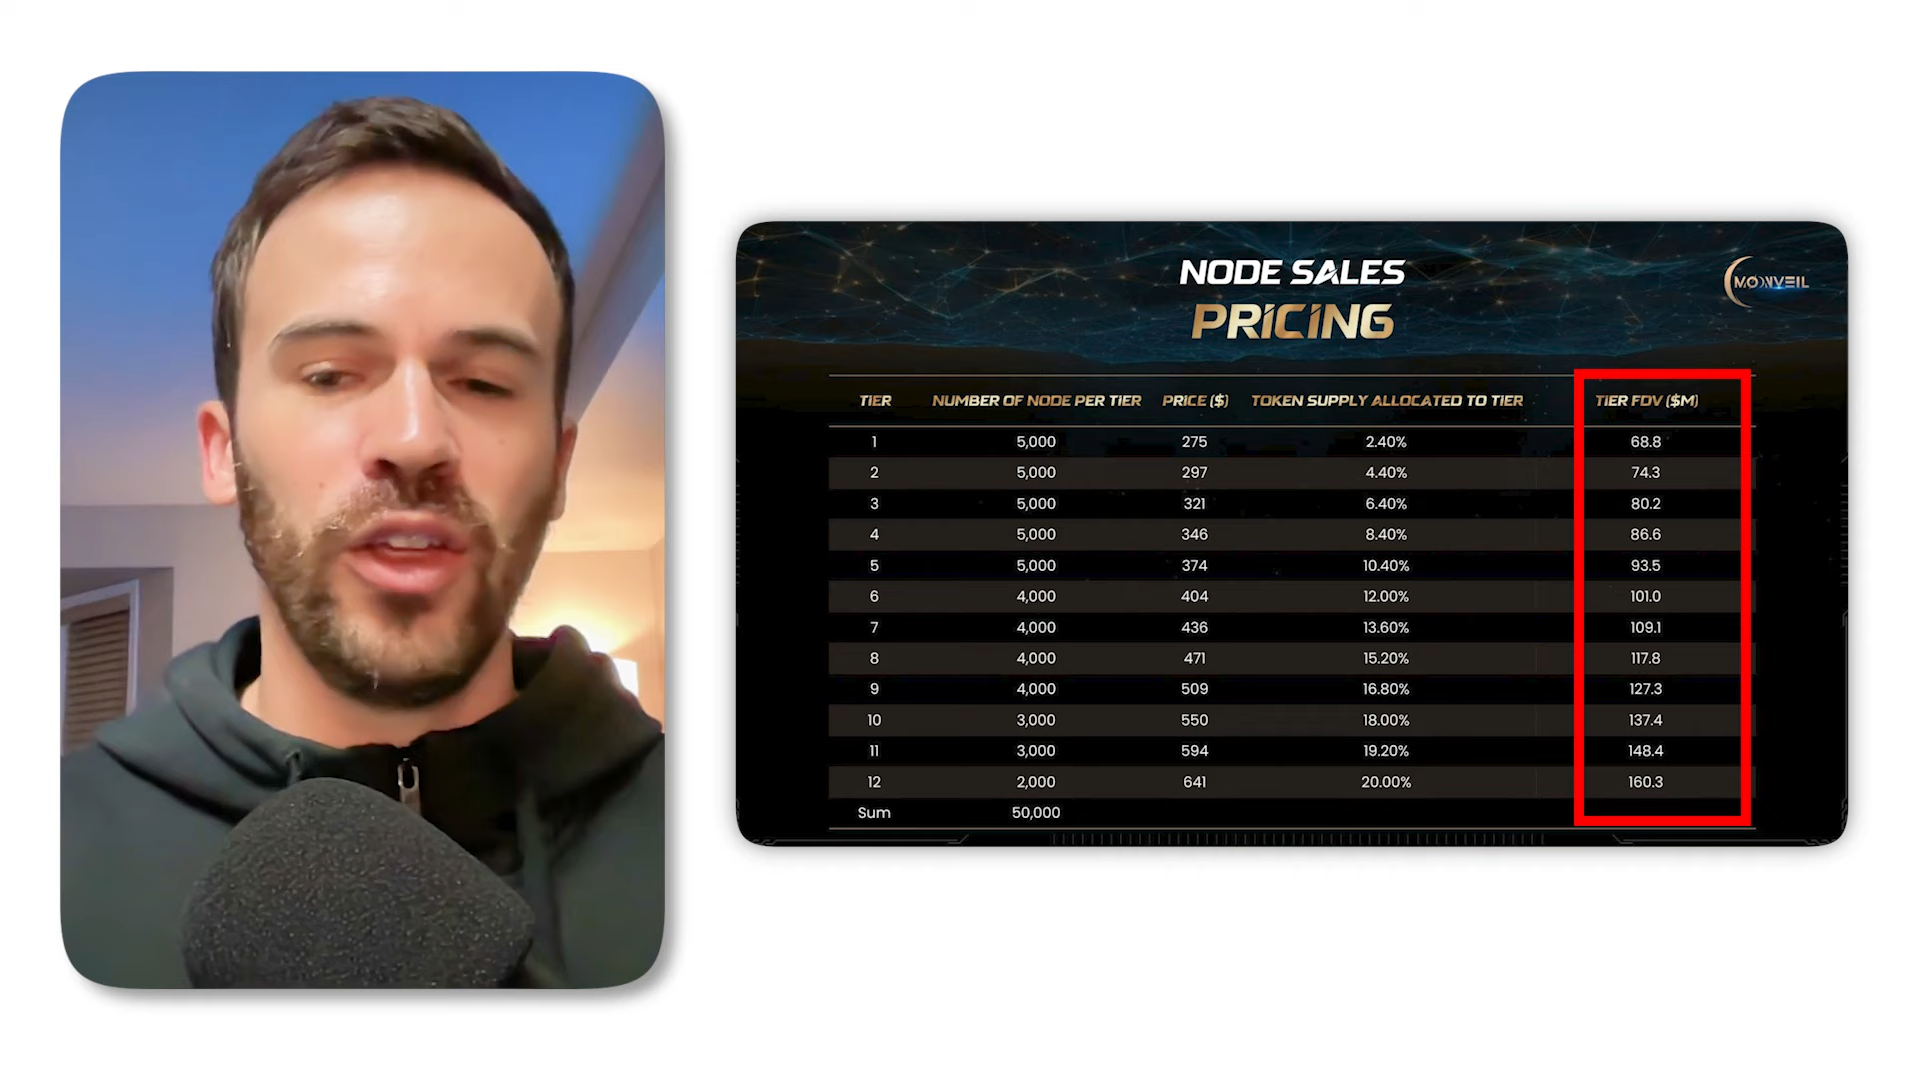 NODE SALES
PRICING
MOONVEIL
TIER NUMBER OF NODE PER TIER PRICE ($) TOKEN SUPPLY ALLOCATED TO TIER TIER FDV ($M)
1 5,000 275 2.40% 68.8
2 5,000 297 4.40% 74.3
3 5,000 321 6.40% 80.2
4 5,000 346 8.40% 86.6
5 5,000 374 10.40% 93.5
6 4,000 404 12.00% 101.0
7 4,000 436 13.60% 109.1
8 4,000 471 15.20% 117.8
9 4,000 509 16.80% 127.3
10 3,000 550 18.00% 137.4
11 3,000 594 19.20% 148.4
12 2,000 641 20.00% 160.3
Sum 50,000